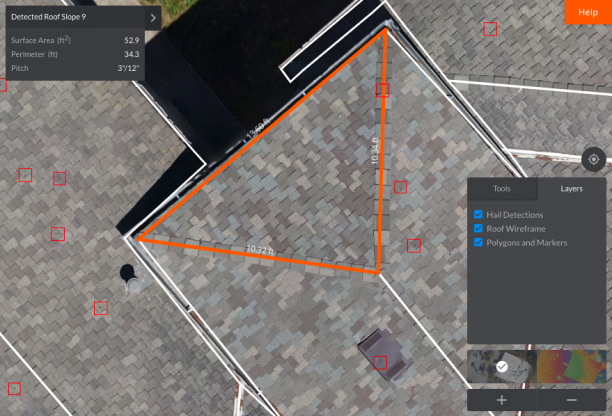 Detected Roof Slope 9
Help
Surface Area (ft²) 52.9
Perimeter (ft) 34.3
Pitch 3"/12"
13.60 ft
10.34 ft
10.32 ft
Tools Layers
Hail Detections
Roof Wireframe
Polygons and Markers